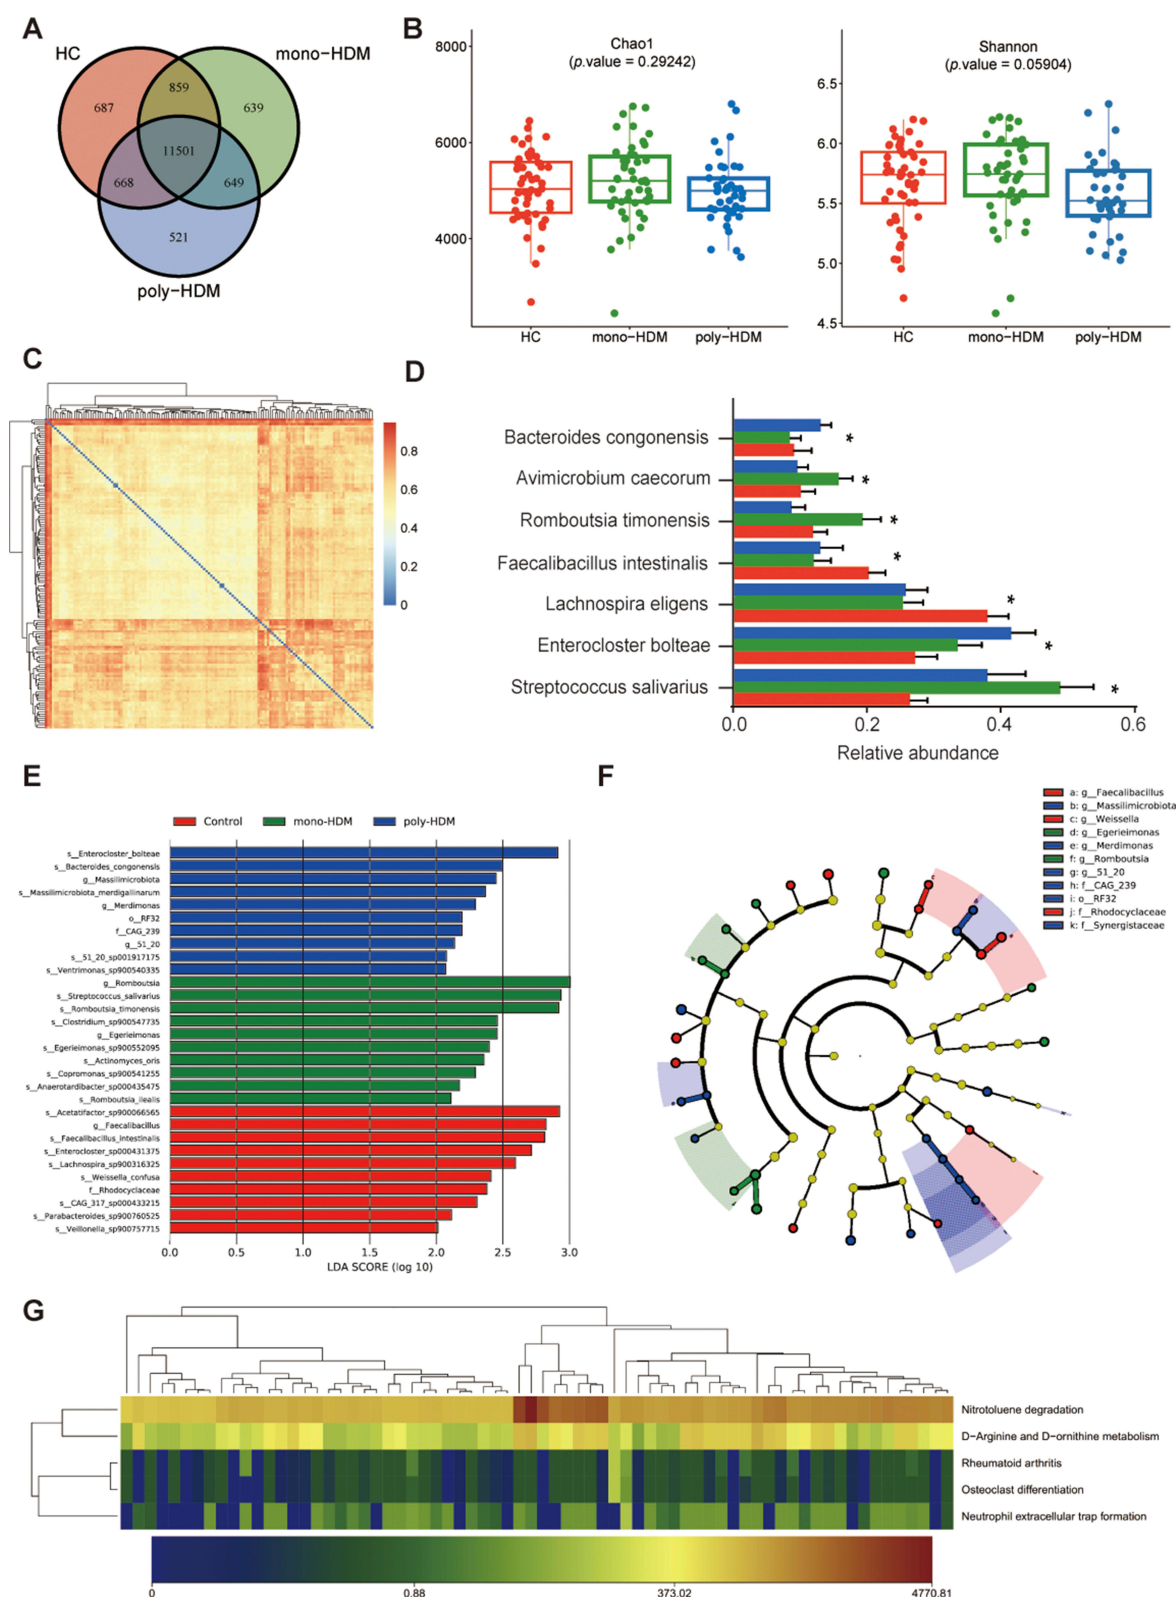 A
HC
mono-HDM
687
859
639
11501
668
649
521
poly-HDM
B
Chao1
(p.value = 0.29242)
8000
6000
4000
HC
mono-HDM
poly-HDM
Shannon
(p.value = 0.05904)
6.5
6.0
5.5
5.0
4.5
HC
mono-HDM
poly-HDM
C
0.8
0.6
0.4
0.2
0
D
Bacteroides congonensis
*
Avimicrobium caecorum
*
Romboutsia timonensis
*
Faecalibacillus intestinalis
*
Lachnospira eligens
*
Enterocloster bolteae
*
Streptococcus salivarius
*
0.0
0.2
0.4
0.6
Relative abundance
E
Control
mono-HDM
poly-HDM
s__Enterocloster_bolteae
s__Bacteroides_congonensis
g__Massilimicrobiota
s__Massilimicrobiota_merdigallinarum
g__Merdimonas
o__RF32
f__CAG_239
g__51_20
s__51_20_sp001917175
s__Ventrimonas_sp900540335
g__Romboutsia
s__Streptococcus_salivarius
s__Romboutsia_timonensis
s__Clostridium_sp900547735
g__Egerieimonas
s__Egerieimonas_sp900552095
s__Actinomyces_oris
s__Copromonas_sp900541255
s__Anaerotardibacter_sp000435475
s__Romboutsia_ilealis
s__Acetatifactor_sp900066565
g__Faecalibacillus
s__Faecalibacillus_intestinalis
s__Enterocloster_sp000431375
s__Lachnospira_sp900316325
s__Weissella_confusa
f__Rhodocyclaceae
s__CAG_317_sp000433215
s__Parabacteroides_sp900760525
s__Veillonella_sp900757715
0.0
0.5
1.0
1.5
2.0
2.5
3.0
LDA SCORE (log 10)
F
a: g__Faecalibacillus
b: g__Massilimicrobiota
c: g__Weissella
d: g__Egerieimonas
e: g__Merdimonas
f: g__Romboutsia
g: g__51_20
h: f__CAG_239
i: o__RF32
j: f__Rhodocyclaceae
k: f__Synergistaceae
G
Nitrotoluene degradation
D−Arginine and D−ornithine metabolism
Rheumatoid arthritis
Osteoclast differentiation
Neutrophil extracellular trap formation
0
0.88
373.02
4770.81